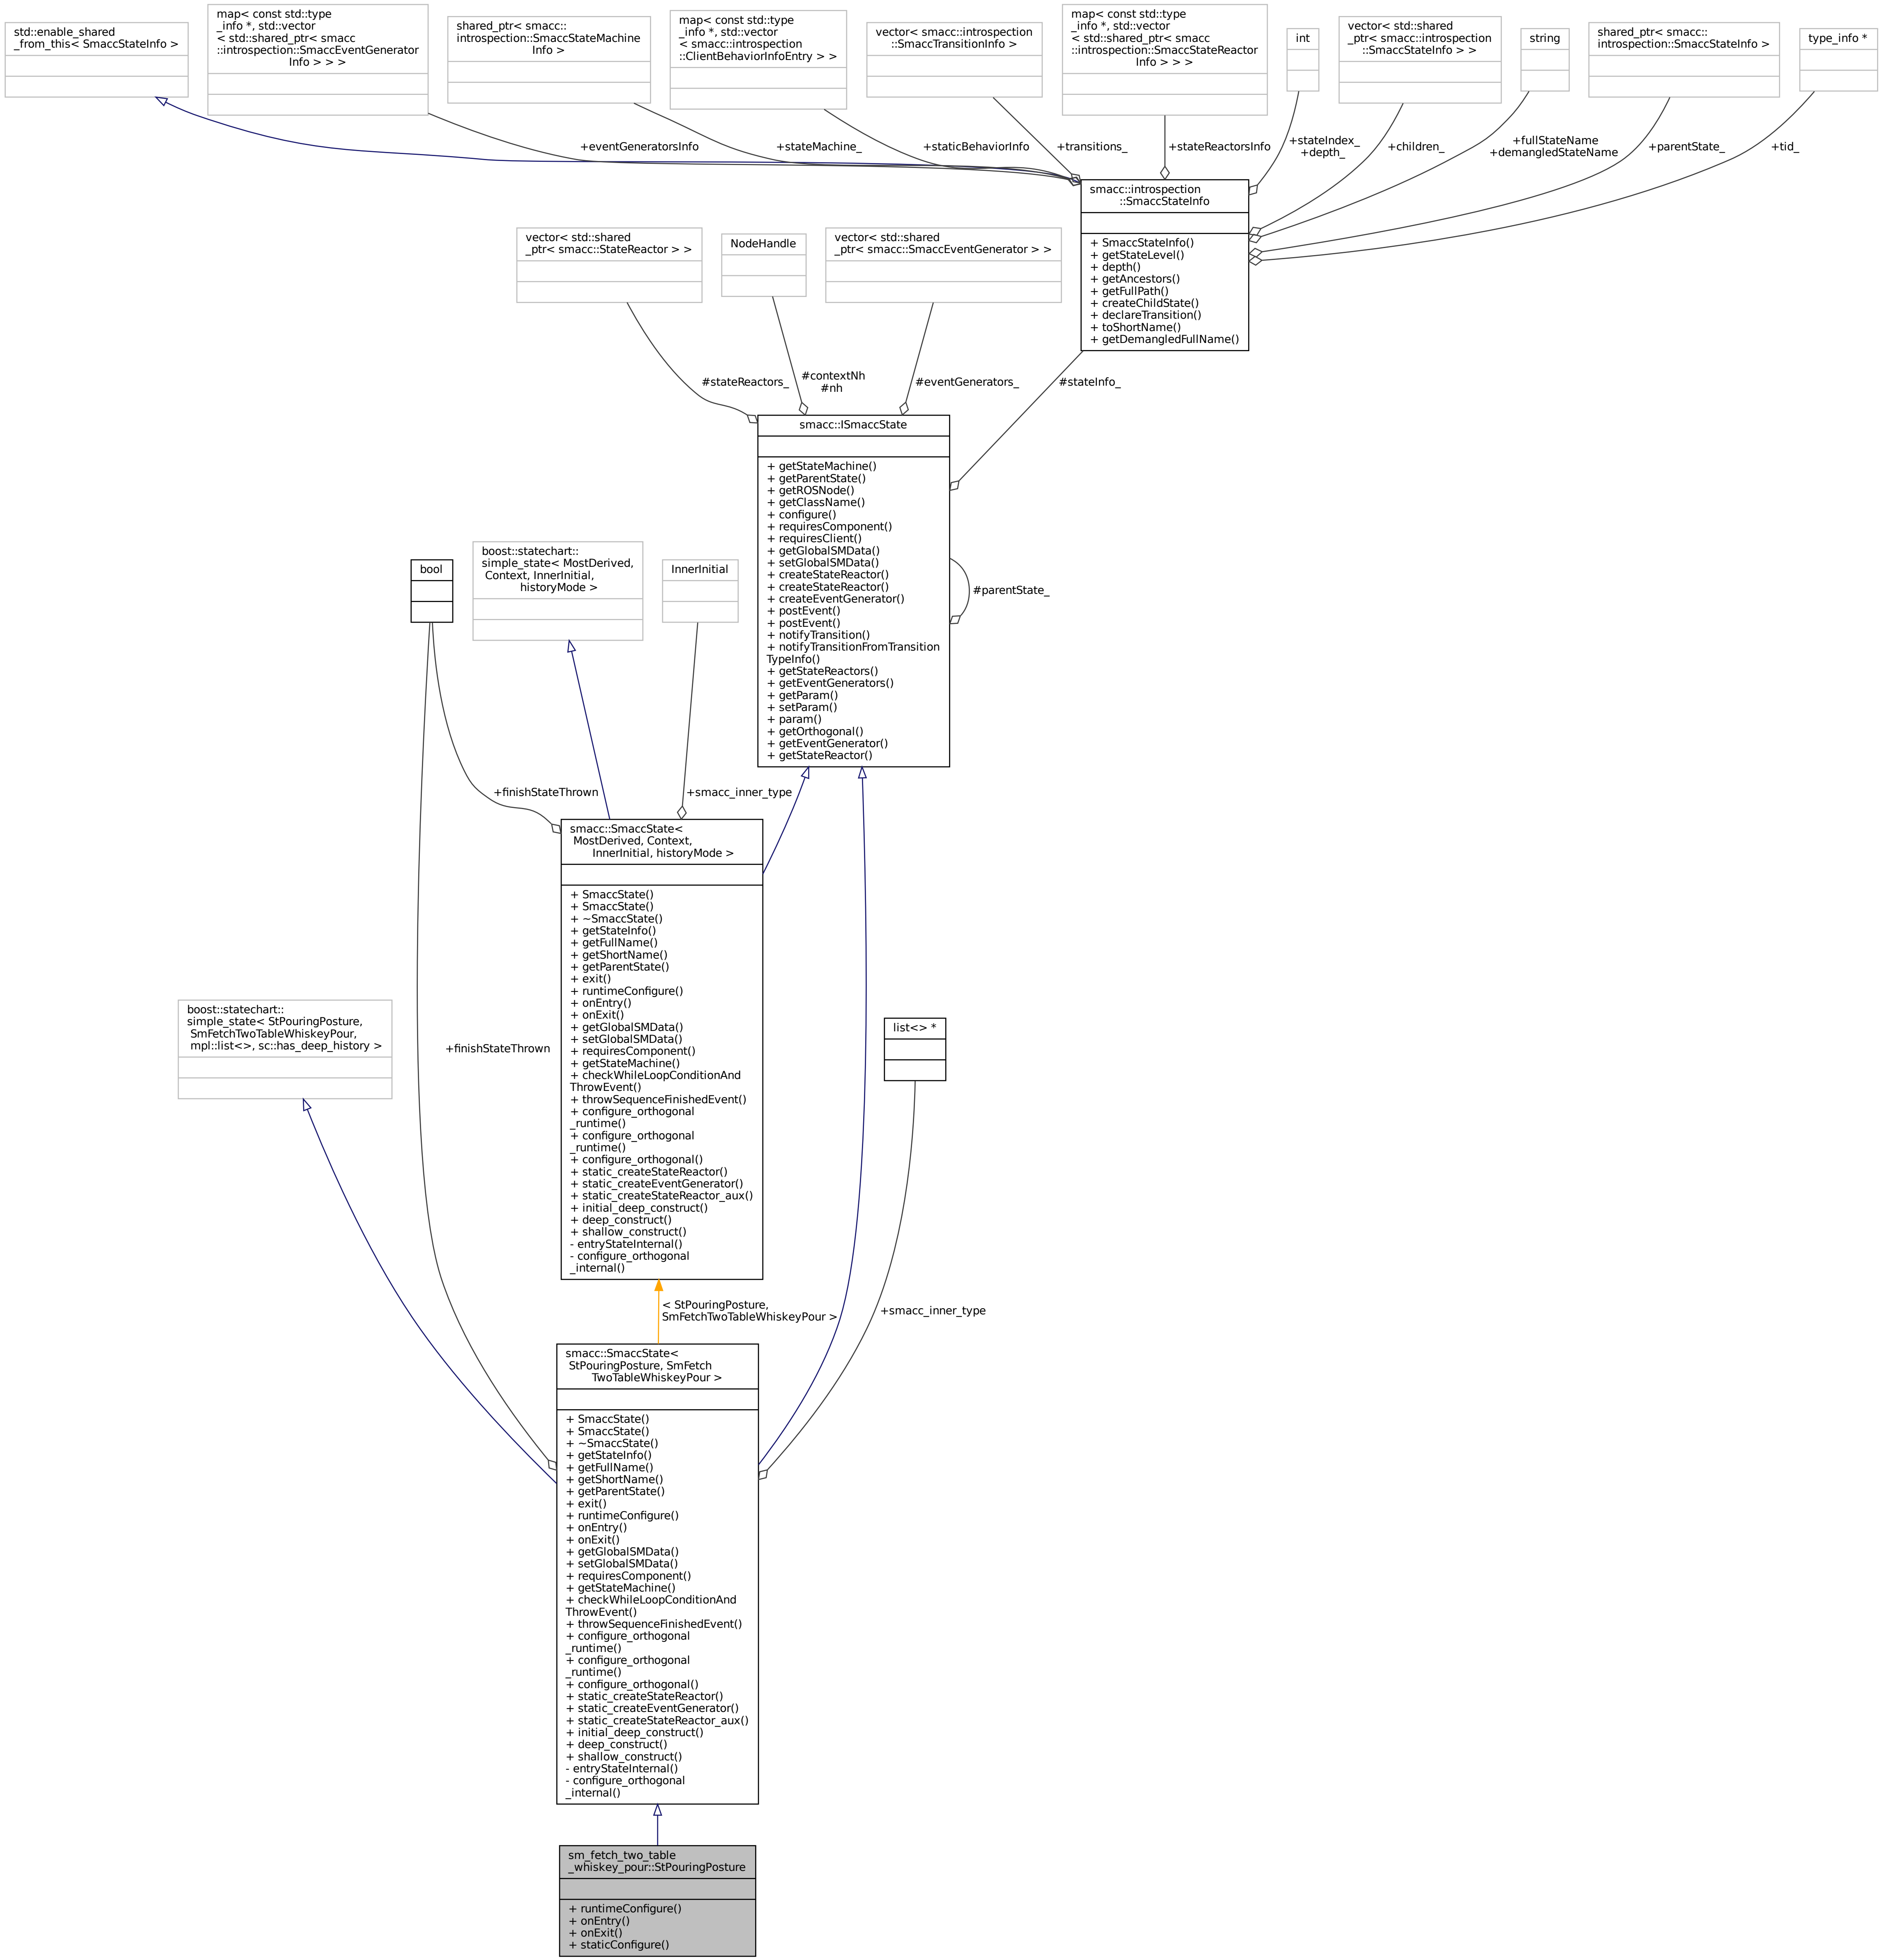 std::enable_shared
_from_this< SmaccStateInfo >
map< const std::type
_info *, std::vector
< std::shared_ptr< smacc
::introspection::SmaccEventGenerator
Info > > >
shared_ptr< smacc::
introspection::SmaccStateMachine
Info >
map< const std::type
_info *, std::vector
< smacc::introspection
::ClientBehaviorInfoEntry > >
vector< smacc::introspection
::SmaccTransitionInfo >
map< const std::type
_info *, std::vector
< std::shared_ptr< smacc
::introspection::SmaccStateReactor
Info > > >
int
vector< std::shared
_ptr< smacc::introspection
::SmaccStateInfo > >
string
shared_ptr< smacc::
introspection::SmaccStateInfo >
type_info *
+eventGeneratorsInfo
+stateMachine_
+staticBehaviorInfo
+transitions_
+stateReactorsInfo
+stateIndex_
+depth_
+children_
+fullStateName
+demangledStateName
+parentState_
+tid_
smacc::introspection
::SmaccStateInfo
+ SmaccStateInfo()
+ getStateLevel()
+ depth()
+ getAncestors()
+ getFullPath()
+ createChildState()
+ declareTransition()
+ toShortName()
+ getDemangledFullName()
vector< std::shared
_ptr< smacc::StateReactor > >
NodeHandle
vector< std::shared
_ptr< smacc::SmaccEventGenerator > >
#stateReactors_
#contextNh
#nh
#eventGenerators_
#stateInfo_
smacc::ISmaccState
+ getStateMachine()
+ getParentState()
+ getROSNode()
+ getClassName()
+ configure()
+ requiresComponent()
+ requiresClient()
+ getGlobalSMData()
+ setGlobalSMData()
+ createStateReactor()
+ createStateReactor()
+ createEventGenerator()
+ postEvent()
+ postEvent()
+ notifyTransition()
+ notifyTransitionFromTransition
TypeInfo()
+ getStateReactors()
+ getEventGenerators()
+ getParam()
+ setParam()
+ param()
+ getOrthogonal()
+ getEventGenerator()
+ getStateReactor()
#parentState_
bool
boost::statechart::
simple_state< MostDerived,
Context, InnerInitial,
historyMode >
InnerInitial
+finishStateThrown
+smacc_inner_type
smacc::SmaccState<
MostDerived, Context,
InnerInitial, historyMode >
+ SmaccState()
+ SmaccState()
+ ~SmaccState()
+ getStateInfo()
+ getFullName()
+ getShortName()
+ getParentState()
+ exit()
+ runtimeConfigure()
+ onEntry()
+ onExit()
+ getGlobalSMData()
+ setGlobalSMData()
+ requiresComponent()
+ getStateMachine()
+ checkWhileLoopConditionAnd
ThrowEvent()
+ throwSequenceFinishedEvent()
+ configure_orthogonal
_runtime()
+ configure_orthogonal
_runtime()
+ configure_orthogonal()
+ static_createStateReactor()
+ static_createEventGenerator()
+ static_createStateReactor_aux()
+ initial_deep_construct()
+ deep_construct()
+ shallow_construct()
- entryStateInternal()
- configure_orthogonal
_internal()
boost::statechart::
simple_state< StPouringPosture,
SmFetchTwoTableWhiskeyPour,
mpl::list<>, sc::has_deep_history >
+finishStateThrown
list<> *
< StPouringPosture,
SmFetchTwoTableWhiskeyPour >
+smacc_inner_type
smacc::SmaccState<
StPouringPosture, SmFetch
TwoTableWhiskeyPour >
+ SmaccState()
+ SmaccState()
+ ~SmaccState()
+ getStateInfo()
+ getFullName()
+ getShortName()
+ getParentState()
+ exit()
+ runtimeConfigure()
+ onEntry()
+ onExit()
+ getGlobalSMData()
+ setGlobalSMData()
+ requiresComponent()
+ getStateMachine()
+ checkWhileLoopConditionAnd
ThrowEvent()
+ throwSequenceFinishedEvent()
+ configure_orthogonal
_runtime()
+ configure_orthogonal
_runtime()
+ configure_orthogonal()
+ static_createStateReactor()
+ static_createEventGenerator()
+ static_createStateReactor_aux()
+ initial_deep_construct()
+ deep_construct()
+ shallow_construct()
- entryStateInternal()
- configure_orthogonal
_internal()
sm_fetch_two_table
_whiskey_pour::StPouringPosture
+ runtimeConfigure()
+ onEntry()
+ onExit()
+ staticConfigure()